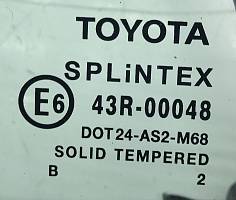 TOYOTA
SPLiNTEX
E6 43R-00048
DOT24-AS2-M68
SOLID TEMPERED
B 2